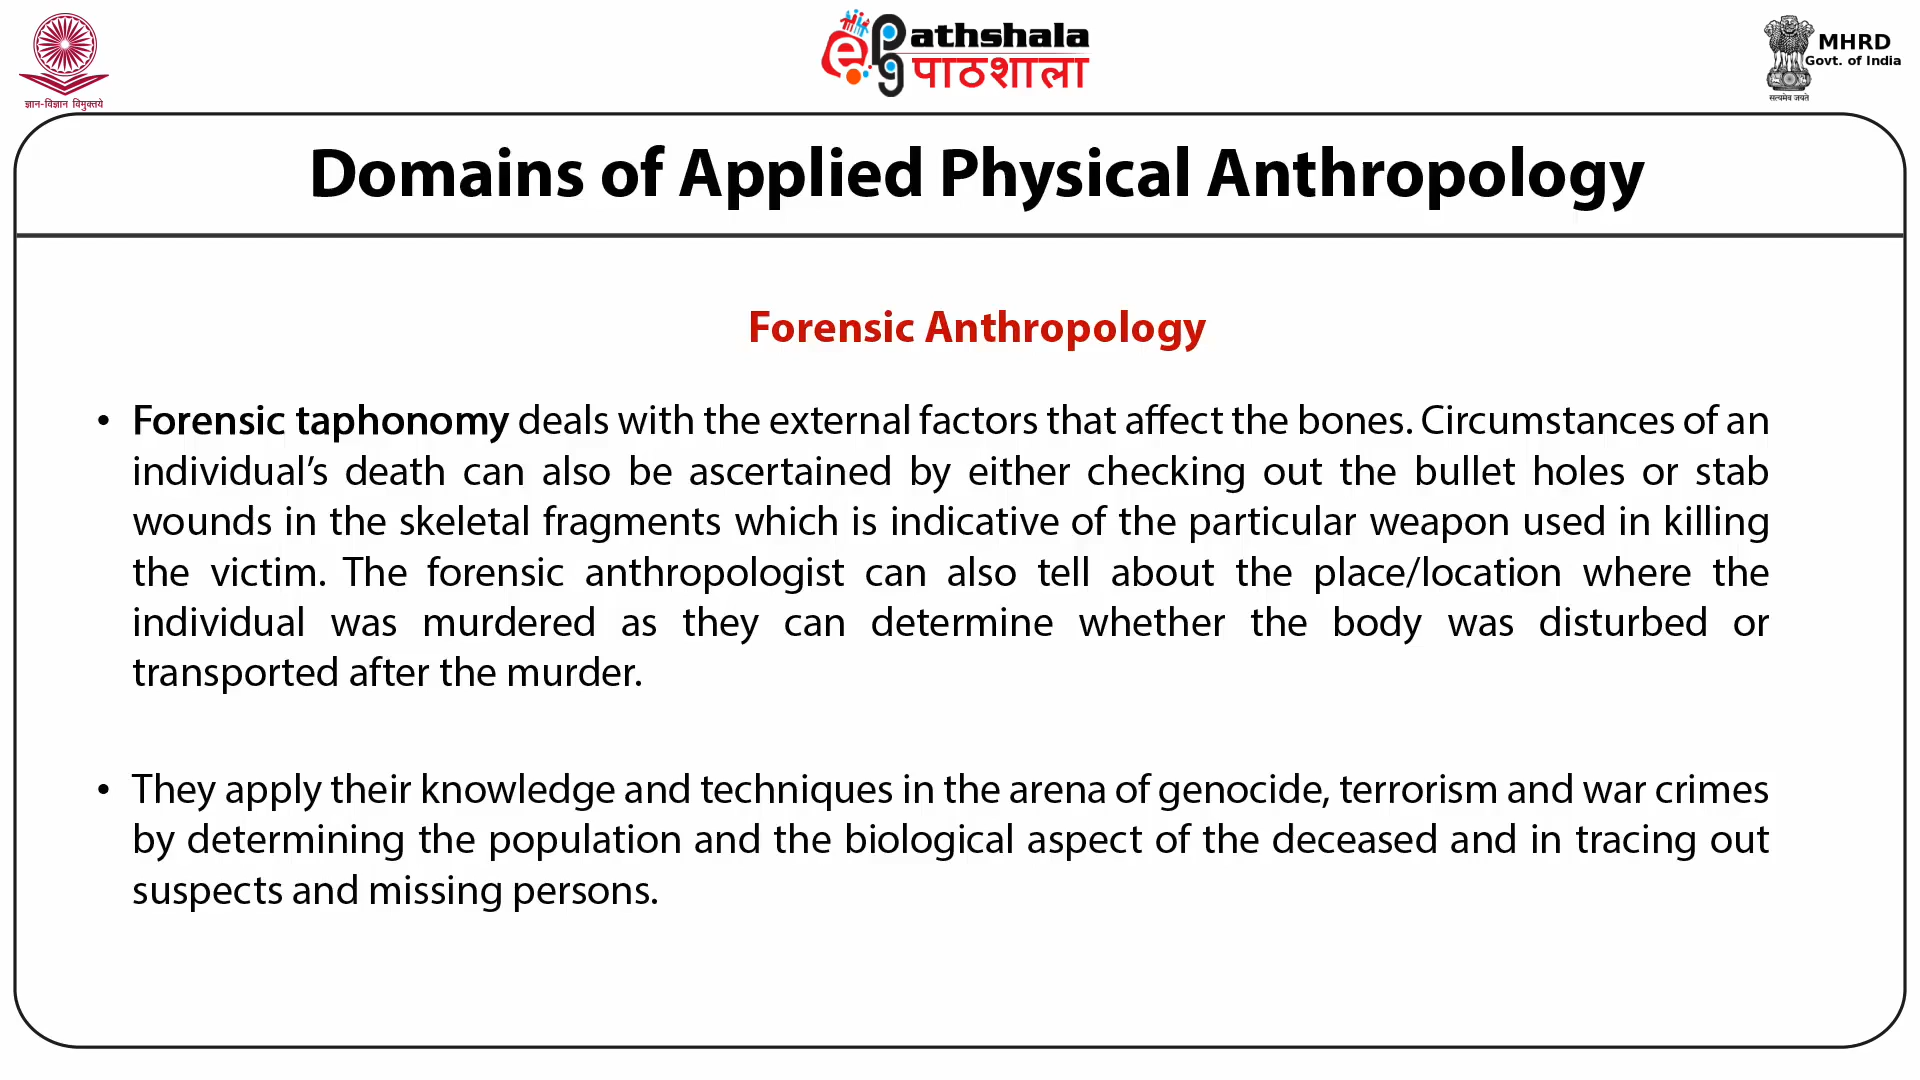 ज्ञान-विज्ञान विमुक्तये
ePG athshala
पाठशाला
MHRD
Govt. of India
सत्यमेव जयते
Domains of Applied Physical Anthropology
Forensic Anthropology
• Forensic taphonomy deals with the external factors that affect the bones. Circumstances of an
individual’s death can also be ascertained by either checking out the bullet holes or stab
wounds in the skeletal fragments which is indicative of the particular weapon used in killing
the victim. The forensic anthropologist can also tell about the place/location where the
individual was murdered as they can determine whether the body was disturbed or
transported after the murder.
• They apply their knowledge and techniques in the arena of genocide, terrorism and war crimes
by determining the population and the biological aspect of the deceased and in tracing out
suspects and missing persons.